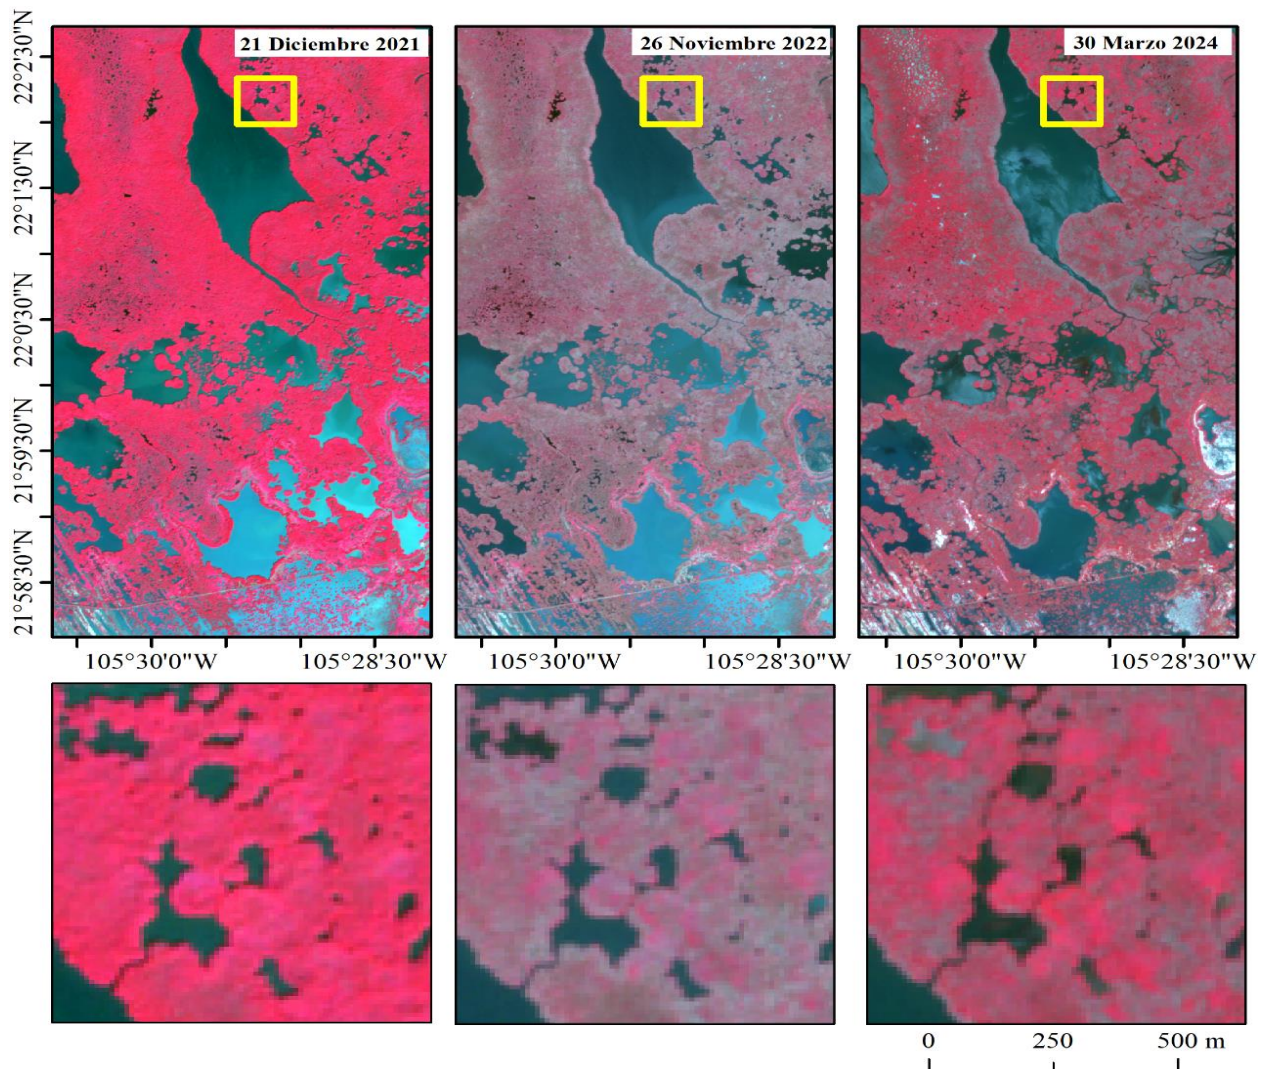 21 Diciembre 2021
26 Noviembre 2022
30 Marzo 2024
22°2'30"N
22°1'30"N
22°0'30"N
21°59'30"N
21°58'30"N
105°30'0"W 105°28'30"W
105°30'0"W 105°28'30"W
105°30'0"W 105°28'30"W
0 250 500 m